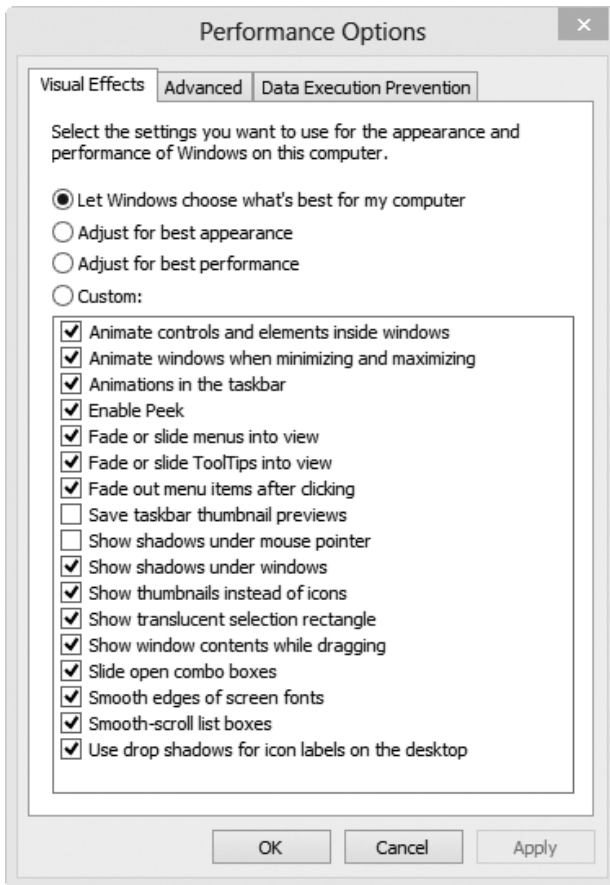 Performance Options
Visual Effects
Advanced
Data Execution Prevention
Select the settings you want to use for the appearance and
performance of Windows on this computer.
Let Windows choose what's best for my computer
Adjust for best appearance
Adjust for best performance
Custom:
Animate controls and elements inside windows
Animate windows when minimizing and maximizing
Animations in the taskbar
Enable Peek
Fade or slide menus into view
Fade or slide ToolTips into view
Fade out menu items after clicking
Save taskbar thumbnail previews
Show shadows under mouse pointer
Show shadows under windows
Show thumbnails instead of icons
Show translucent selection rectangle
Show window contents while dragging
Slide open combo boxes
Smooth edges of screen fonts
Smooth-scroll list boxes
Use drop shadows for icon labels on the desktop
OK
Cancel
Apply